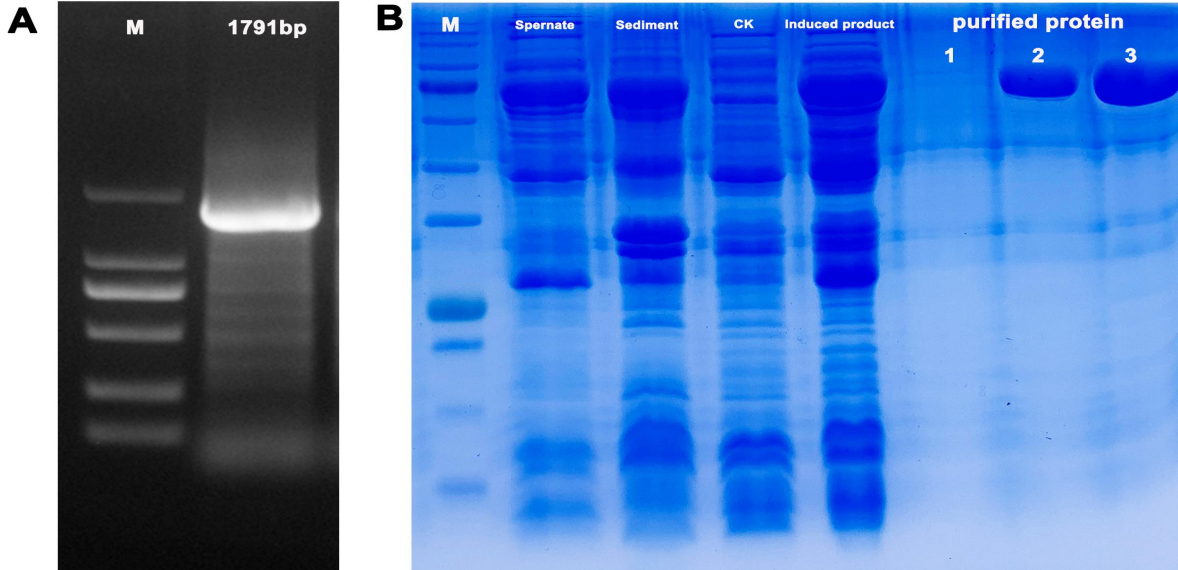 A
M
1791bp
B
M
Spernate
Sediment
CK
Induced product
purified protein
1
2
3